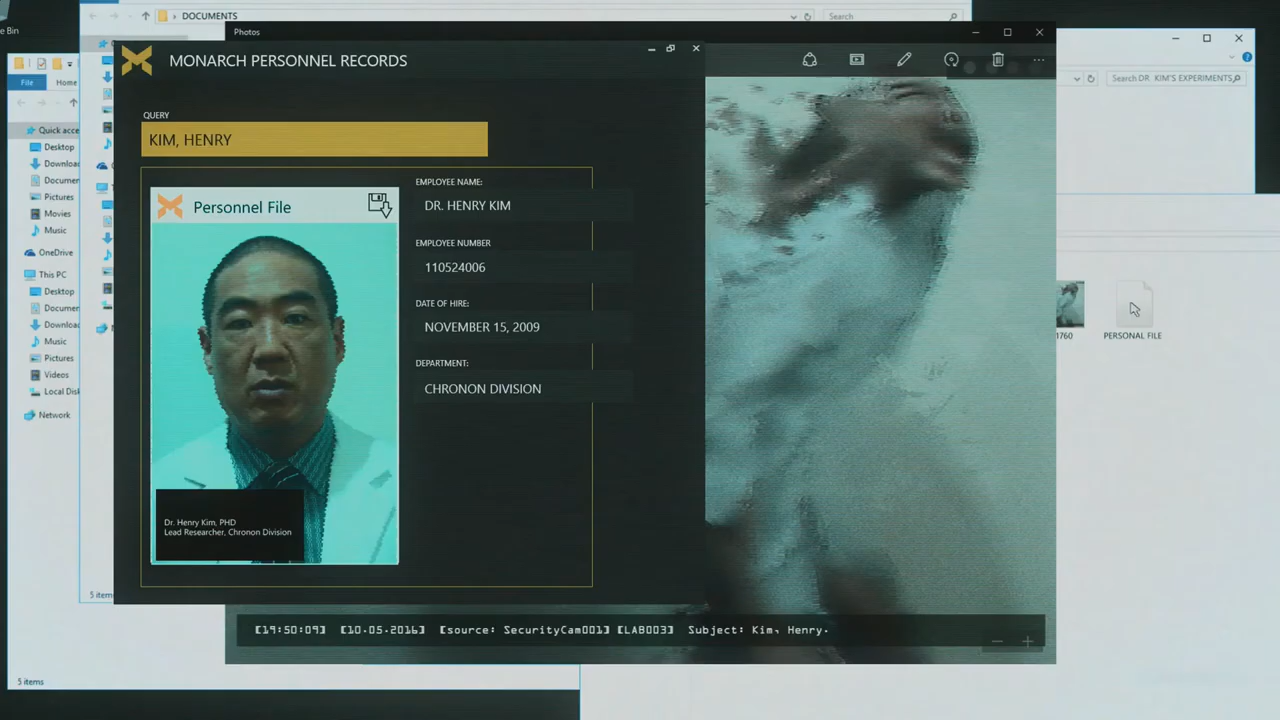 DOCUMENTS
Search
e Bin
Photos
MONARCH PERSONNEL RECORDS
File
Home
Search DR. KIM'S EXPERIMENTS
QUERY
KIM, HENRY
Quick acce
Desktop
Downloa
Documen
Pictures
Movies
Music
OneDrive
This PC
Desktop
Documen
Downloa
Music
Pictures
Videos
Local Disk
Network
Personnel File
EMPLOYEE NAME:
DR. HENRY KIM
EMPLOYEE NUMBER
110524006
DATE OF HIRE:
NOVEMBER 15, 2009
DEPARTMENT:
CHRONON DIVISION
1760
PERSONAL FILE
Dr. Henry Kim, PHD
Lead Researcher, Chronon Division
5 items
[19:50:09] [10.05.2016] [source: SecurityCam001] [LAB003] Subject: Kim, Henry.
5 items